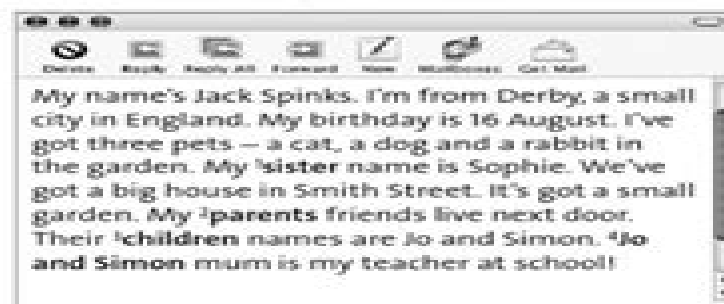 Delete Reply Reply All Forward New Mailboxes Get Mail
My name's Jack Spinks. I'm from Derby, a small
city in England. My birthday is 16 August. I've
got three pets – a cat, a dog and a rabbit in
the garden. My ¹sister name is Sophie. We've
got a big house in Smith Street. It's got a small
garden. My ²parents friends live next door.
Their ³children names are Jo and Simon. ⁴Jo
and Simon mum is my teacher at school!